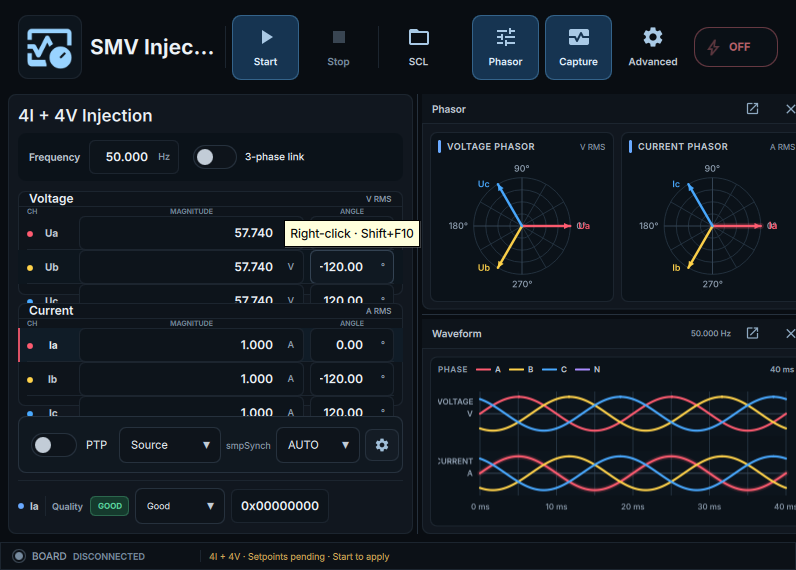 SMV Injec...
Start
Stop
SCL
Phasor
Capture
Advanced
OFF
4I + 4V Injection
Frequency 50.000 Hz 3-phase link
Voltage V RMS
CH MAGNITUDE ANGLE
Ua 57.740
Right-click · Shift+F10
Ub 57.740 V -120.00 °
Uc 57.740 120.00
Current A RMS
CH MAGNITUDE ANGLE
Ia 1.000 A 0.00 °
Ib 1.000 A -120.00 °
Ic 1.000 120.00
PTP Source smpSynch AUTO
Ia Quality GOOD Good 0x00000000
Phasor
VOLTAGE PHASOR V RMS
90°
Uc
180°
Ua
Ub
270°
CURRENT PHASOR A RMS
90°
Ic
180°
Ib
270°
Waveform 50.000 Hz
PHASE A B C N 40 ms
VOLTAGE
V
CURRENT
A
0 ms 10 ms 20 ms 30 ms 40 ms
BOARD DISCONNECTED 4I + 4V · Setpoints pending · Start to apply